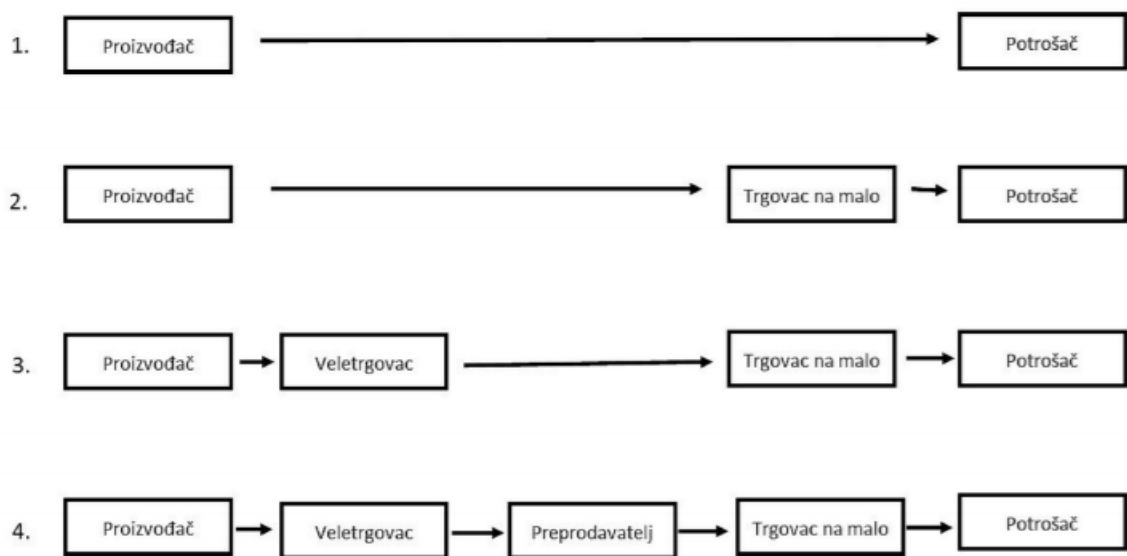 1. Proizvođač Potrošač
2. Proizvođač Trgovac na malo Potrošač
3. Proizvođač Veletrgovac Trgovac na malo Potrošač
4. Proizvođač Veletrgovac Preprodavatelj Trgovac na malo Potrošač